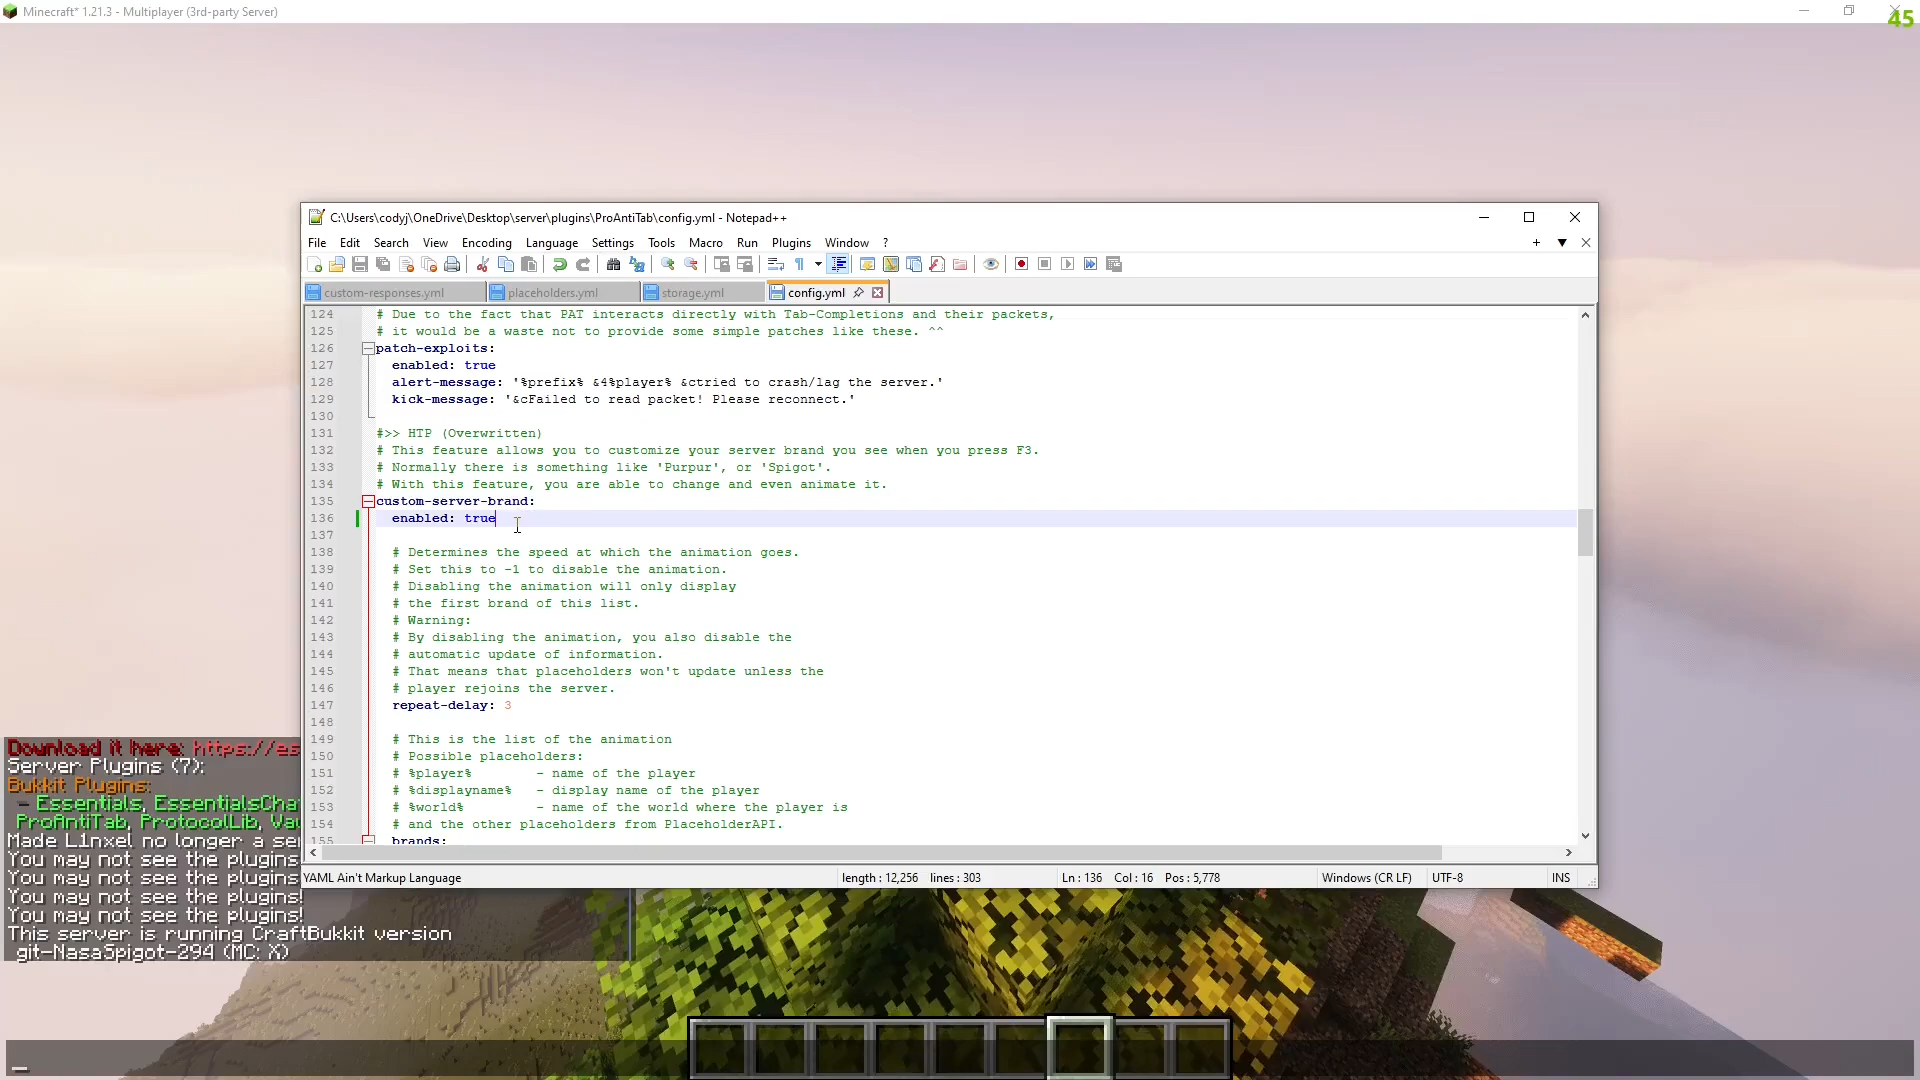 Minecraft* 1.21.3 - Multiplayer (3rd-party Server)
45
C:\Users\codyj\OneDrive\Desktop\server\plugins\ProAntiTab\config.yml - Notepad++
File Edit Search View Encoding Language Settings Tools Macro Run Plugins Window ?
custom-responses.yml placeholders.yml storage.yml config.yml
124 # Due to the fact that PAT interacts directly with Tab-Completions and their packets,
125 # it would be a waste not to provide some simple patches like these. ^^
126 patch-exploits:
127 enabled: true
128 alert-message: '%prefix% &4%player% &ctried to crash/lag the server.'
129 kick-message: '&cFailed to read packet! Please reconnect.'
130
131 #>> HTP (Overwritten)
132 # This feature allows you to customize your server brand you see when you press F3.
133 # Normally there is something like 'Purpur', or 'Spigot'.
134 # With this feature, you are able to change and even animate it.
135 custom-server-brand:
136 enabled: true
137
138 # Determines the speed at which the animation goes.
139 # Set this to -1 to disable the animation.
140 # Disabling the animation will only display
141 # the first brand of this list.
142 # Warning:
143 # By disabling the animation, you also disable the
144 # automatic update of information.
145 # That means that placeholders won't update unless the
146 # player rejoins the server.
147 repeat-delay: 3
148
149 # This is the list of the animation
150 # Possible placeholders:
151 # %player% - name of the player
152 # %displayname% - display name of the player
153 # %world% - name of the world where the player is
154 # and the other placeholders from PlaceholderAPI.
155 brands:
YAML Ain't Markup Language length : 12,256 lines : 303 Ln : 136 Col : 16 Pos : 5,778 Windows (CR LF) UTF-8 INS
Download it here: https://es
Server Plugins (7):
Bukkit Plugins:
- Essentials, EssentialsCha
ProAntiTab, ProtocolLib, Vau
Made L1nxel no longer a se
You may not see the plugins!
You may not see the plugins!
You may not see the plugins!
You may not see the plugins!
This server is running CraftBukkit version
git-NasaSpigot-294 (MC: X)